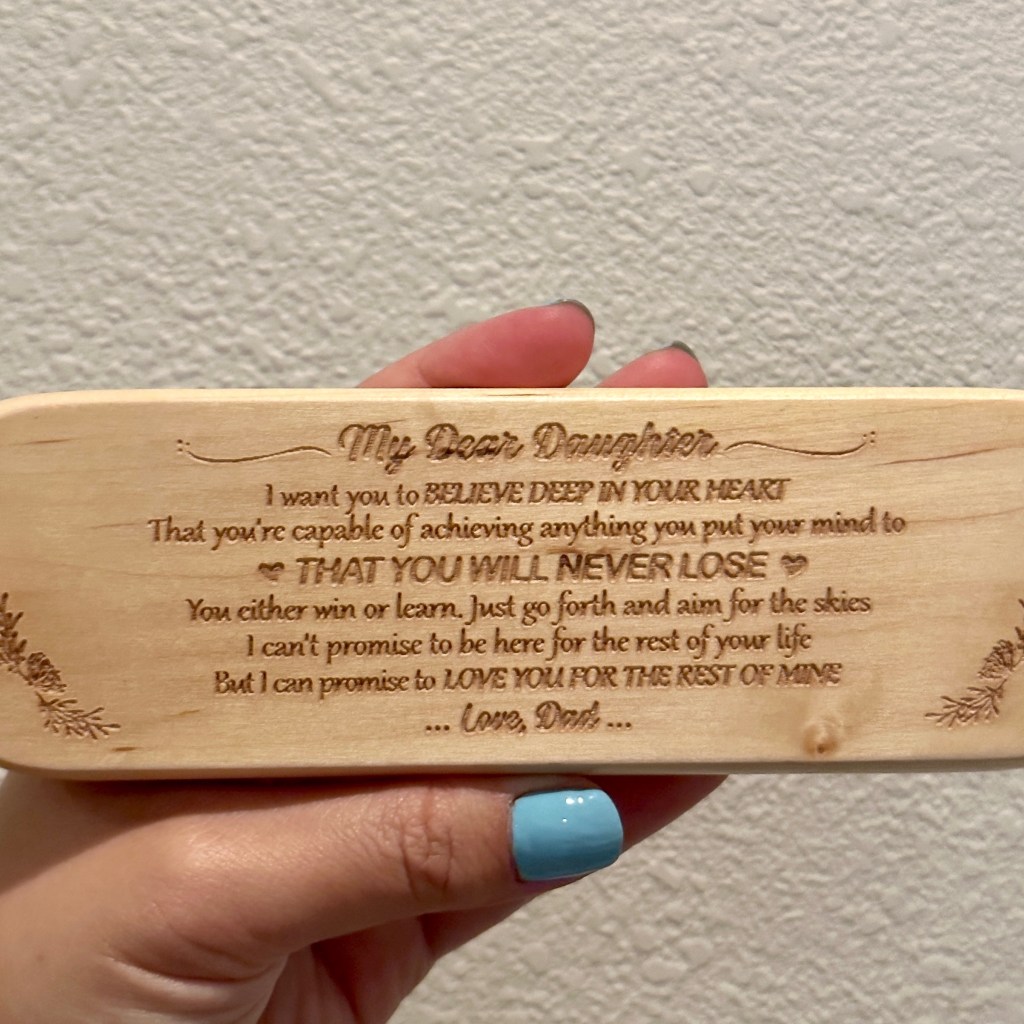 My Dear Daughter
I want you to BELIEVE DEEP IN YOUR HEART
That you're capable of achieving anything you put your mind to
THAT YOU WILL NEVER LOSE
You either win or learn. Just go forth and aim for the skies
I can't promise to be here for the rest of your life
But I can promise to LOVE YOU FOR THE REST OF MINE
... Love, Dad ...